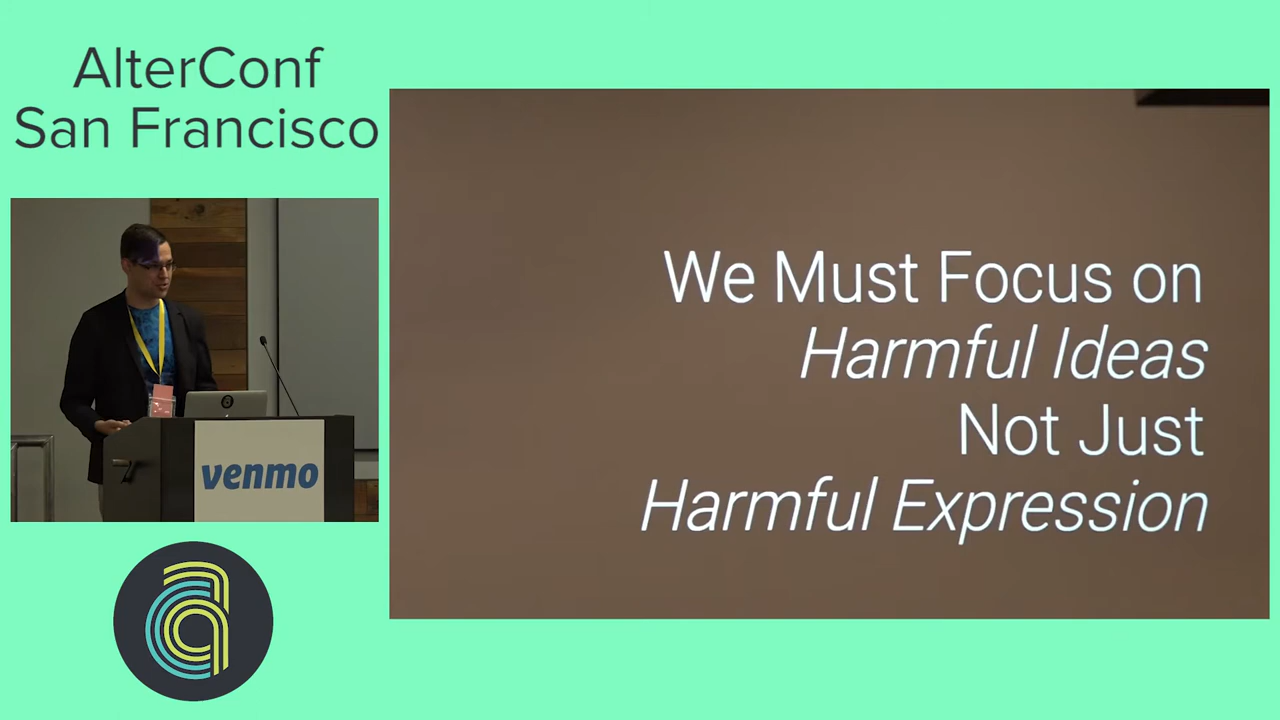 AlterConf
San Francisco
We Must Focus on
Harmful Ideas
Not Just
Harmful Expression
venmo